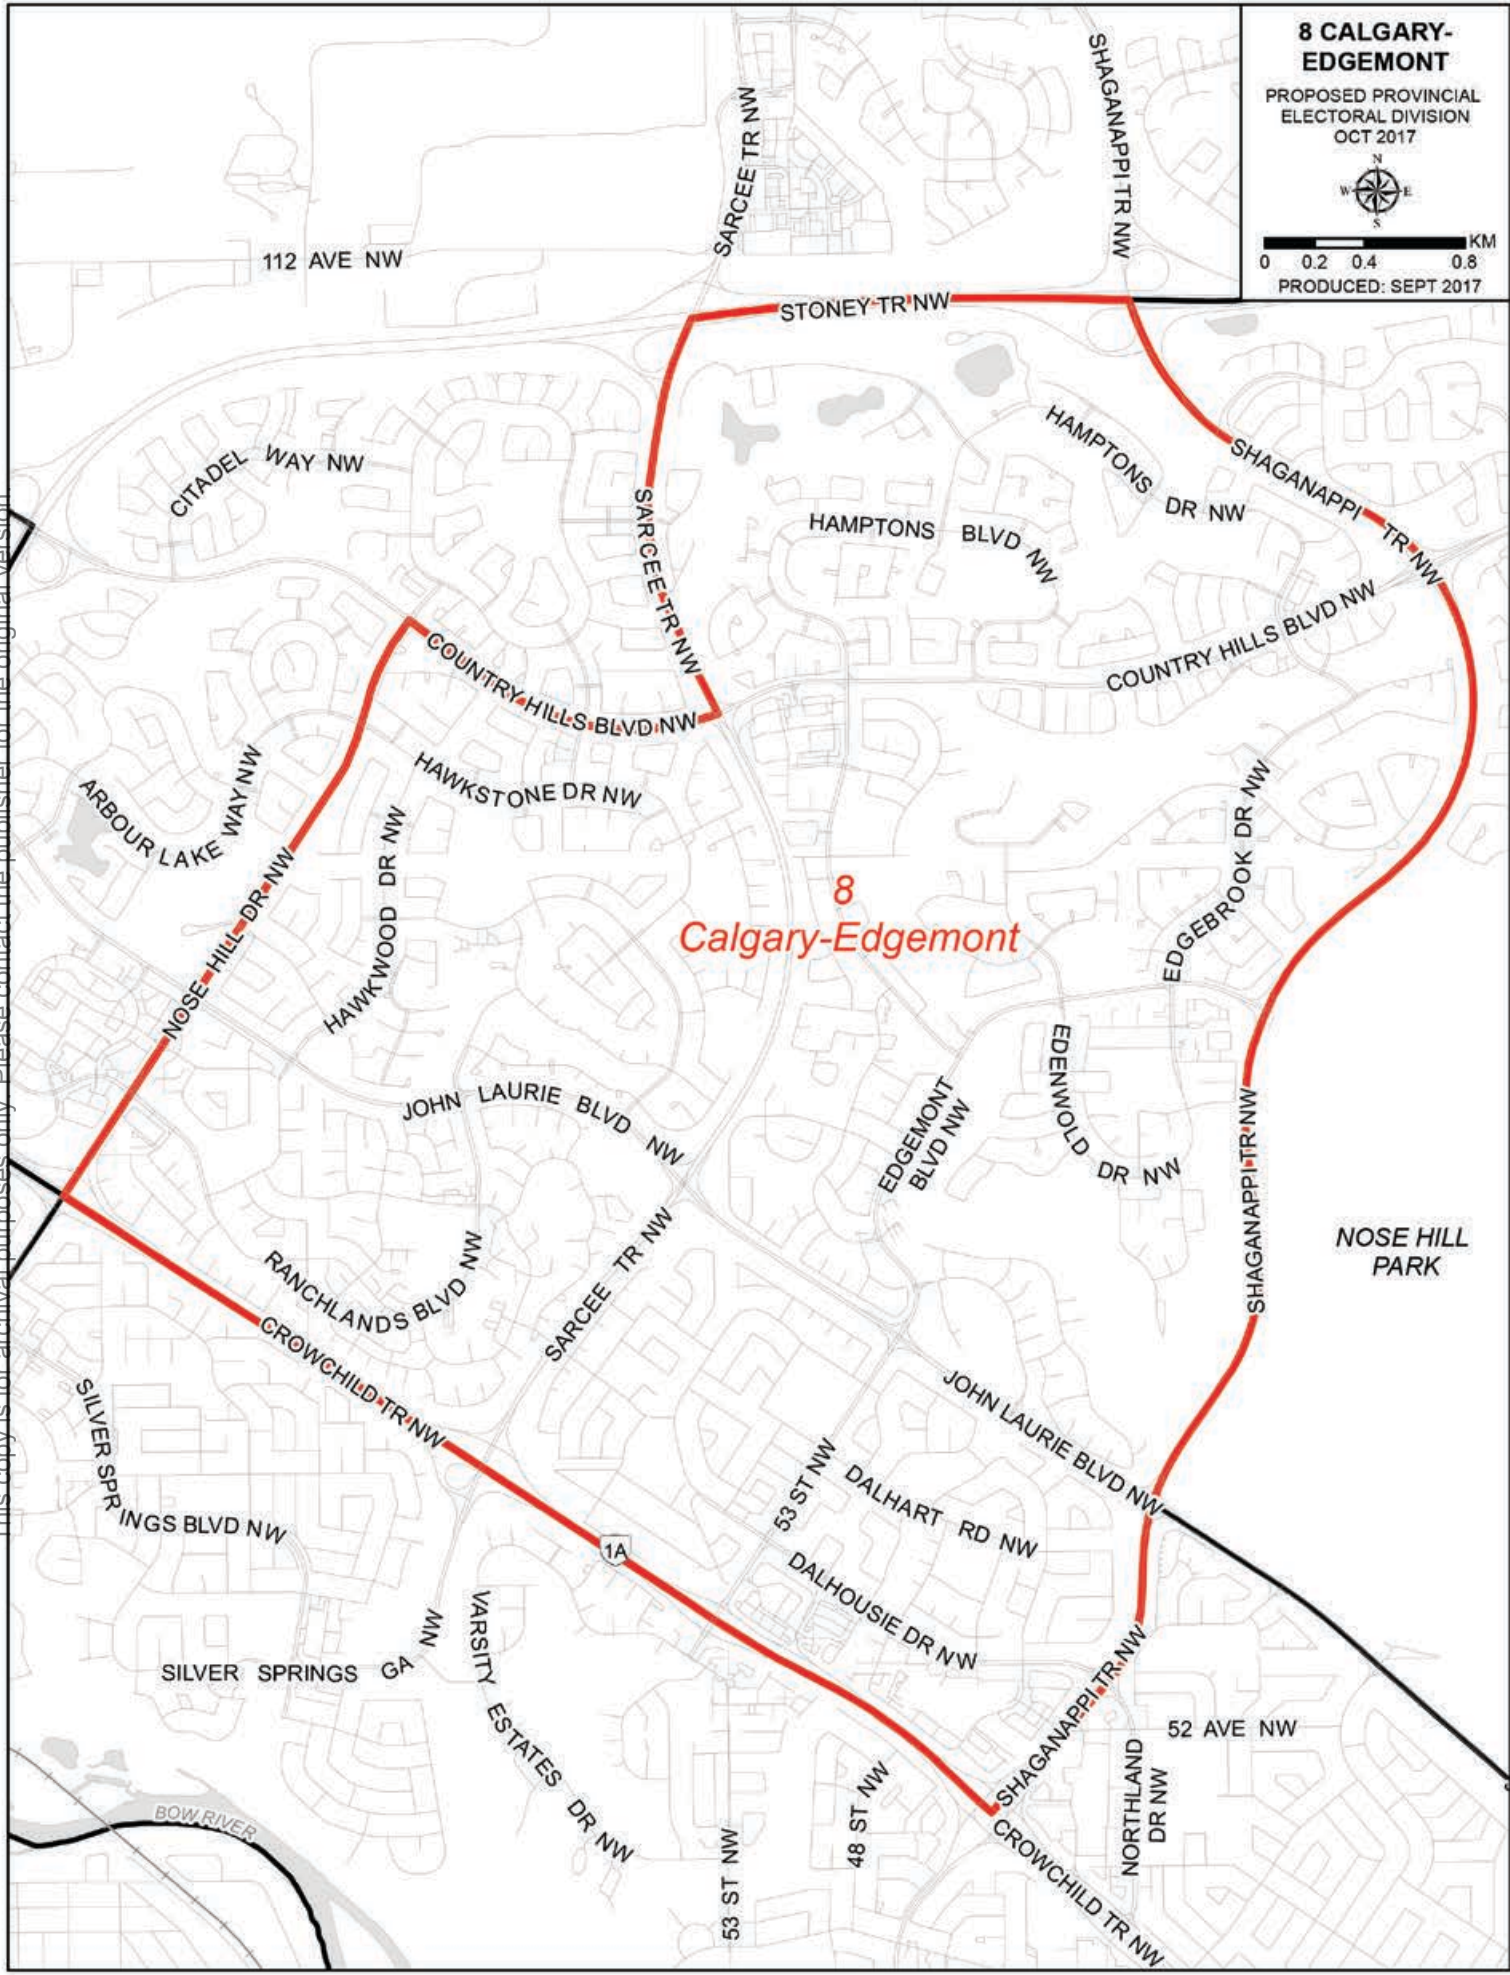 8 CALGARY-
EDGEMONT
PROPOSED PROVINCIAL
ELECTORAL DIVISION
OCT 2017
N
W E
S
KM
0 0.2 0.4 0.8
PRODUCED: SEPT 2017
SHAGANAPPI TR NW
SARCEE TR NW
112 AVE NW
STONEY TR NW
CITADEL WAY NW
HAMPTONS DR NW
SHAGANAPPI TR NW
SARCEE TR NW
HAMPTONS BLVD NW
COUNTRY HILLS BLVD NW
COUNTRY HILLS BLVD NW
ARBOUR LAKE WAY NW
HAWKSTONE DR NW
HAWKWOOD DR NW
NOSE HILL DR NW
EDGEBROOK DR NW
8
Calgary-Edgemont
JOHN LAURIE BLVD NW
EDGEMONT
BLVD NW
EDENWOLD DR NW
SHAGANAPPI TR NW
NOSE HILL
PARK
RANCHLANDS BLVD NW
SARCEE TR NW
CROWCHILD TR NW
JOHN LAURIE BLVD NW
SILVER SPRINGS BLVD NW
53 ST NW
DALHART RD NW
1A
DALHOUSIE DR NW
SILVER SPRINGS GA NW
VARSITY ESTATES DR NW
SHAGANAPPI TR NW
52 AVE NW
NORTHLAND
DR NW
48 ST NW
53 ST NW
CROWCHILD TR NW
BOW RIVER